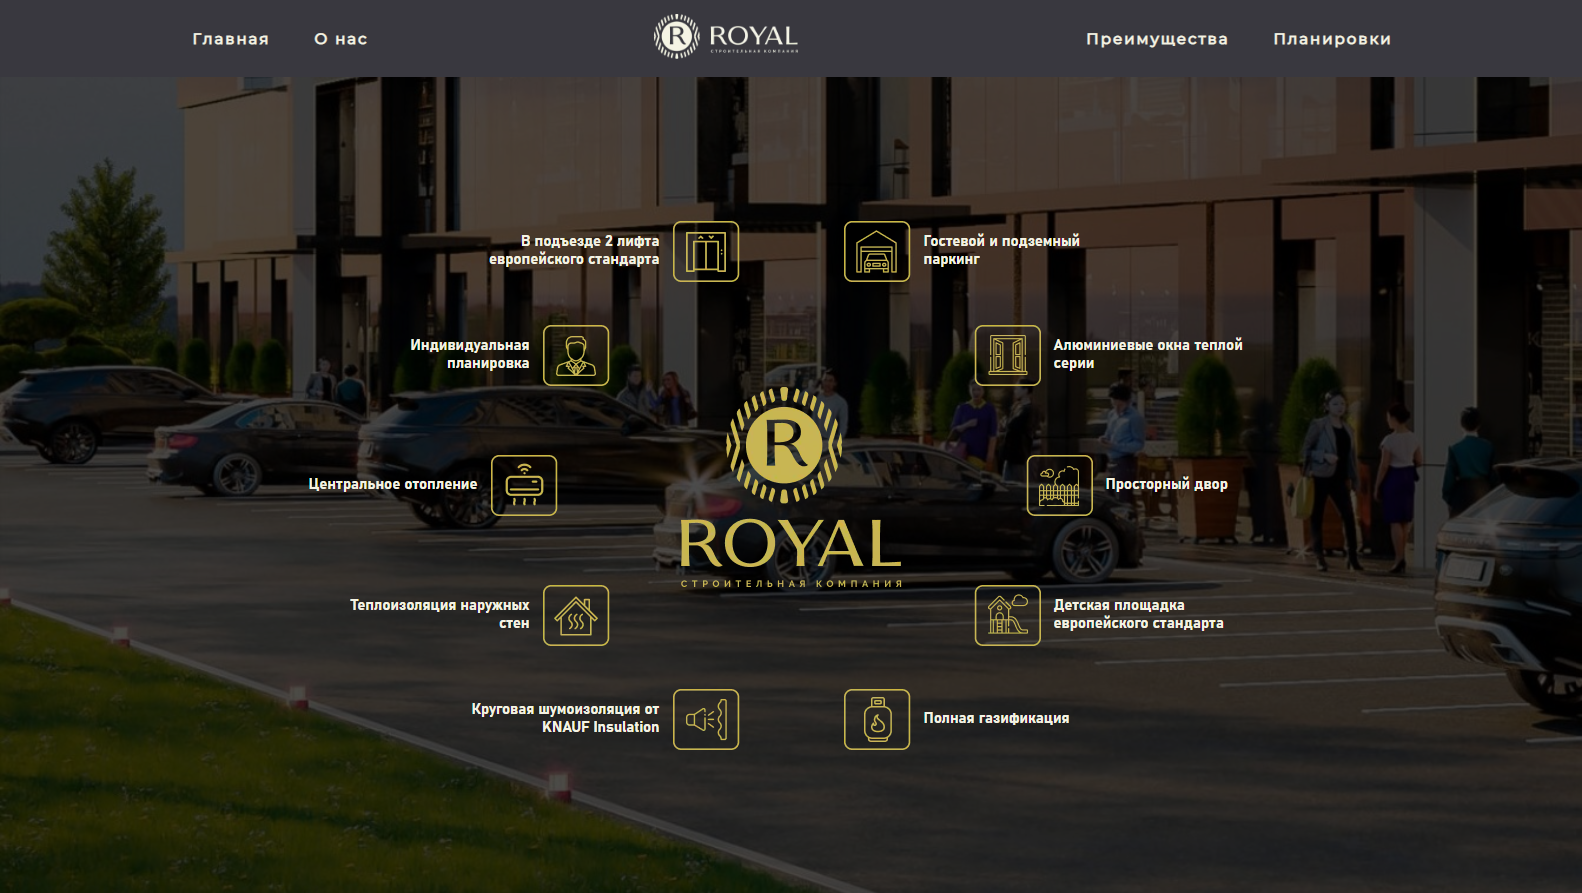 Главная
О нас
R ROYAL
СТРОИТЕЛЬНАЯ КОМПАНИЯ
Преимущества
Планировки
В подъезде 2 лифта
европейского стандарта
Гостевой и подземный
паркинг
Индивидуальная
планировка
Алюминиевые окна теплой
серии
Центральное отопление
R
ROYAL
СТРОИТЕЛЬНАЯ КОМПАНИЯ
Просторный двор
Теплоизоляция наружных
стен
Детская площадка
европейского стандарта
Круговая шумоизоляция от
KNAUF Insulation
Полная газификация